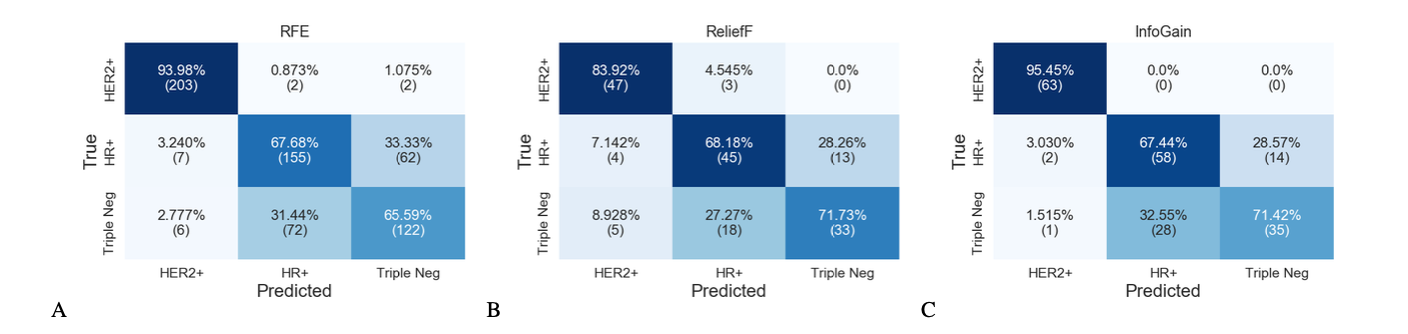 RFE
HER2+ 93.98% 0.873% 1.075%
(203) (2) (2)
True HR+ 3.240% 67.68% 33.33%
(7) (155) (62)
Triple Neg 2.777% 31.44% 65.59%
(6) (72) (122)
HER2+ HR+ Triple Neg
Predicted
A
ReliefF
HER2+ 83.92% 4.545% 0.0%
(47) (3) (0)
True HR+ 7.142% 68.18% 28.26%
(4) (45) (13)
Triple Neg 8.928% 27.27% 71.73%
(5) (18) (33)
HER2+ HR+ Triple Neg
Predicted
B
InfoGain
HER2+ 95.45% 0.0% 0.0%
(63) (0) (0)
True HR+ 3.030% 67.44% 28.57%
(2) (58) (14)
Triple Neg 1.515% 32.55% 71.42%
(1) (28) (35)
HER2+ HR+ Triple Neg
Predicted
C